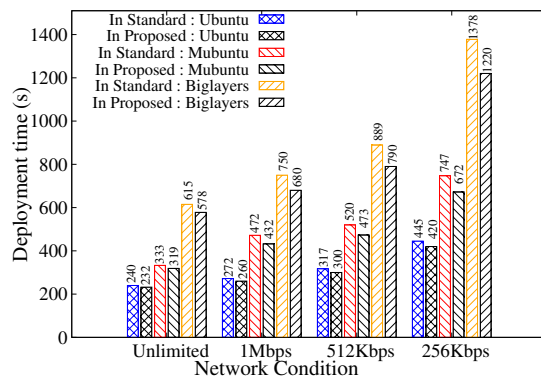 In Standard : Ubuntu
In Proposed : Ubuntu
In Standard : Mubuntu
In Proposed : Mubuntu
In Standard : Biglayers
In Proposed : Biglayers
Deployment time (s)
1400
1200
1000
800
600
400
200
0
240
232
333
319
615
578
272
260
472
432
750
680
317
300
520
473
889
790
445
420
747
672
1378
1220
Unlimited
1Mbps
512Kbps
256Kbps
Network Condition